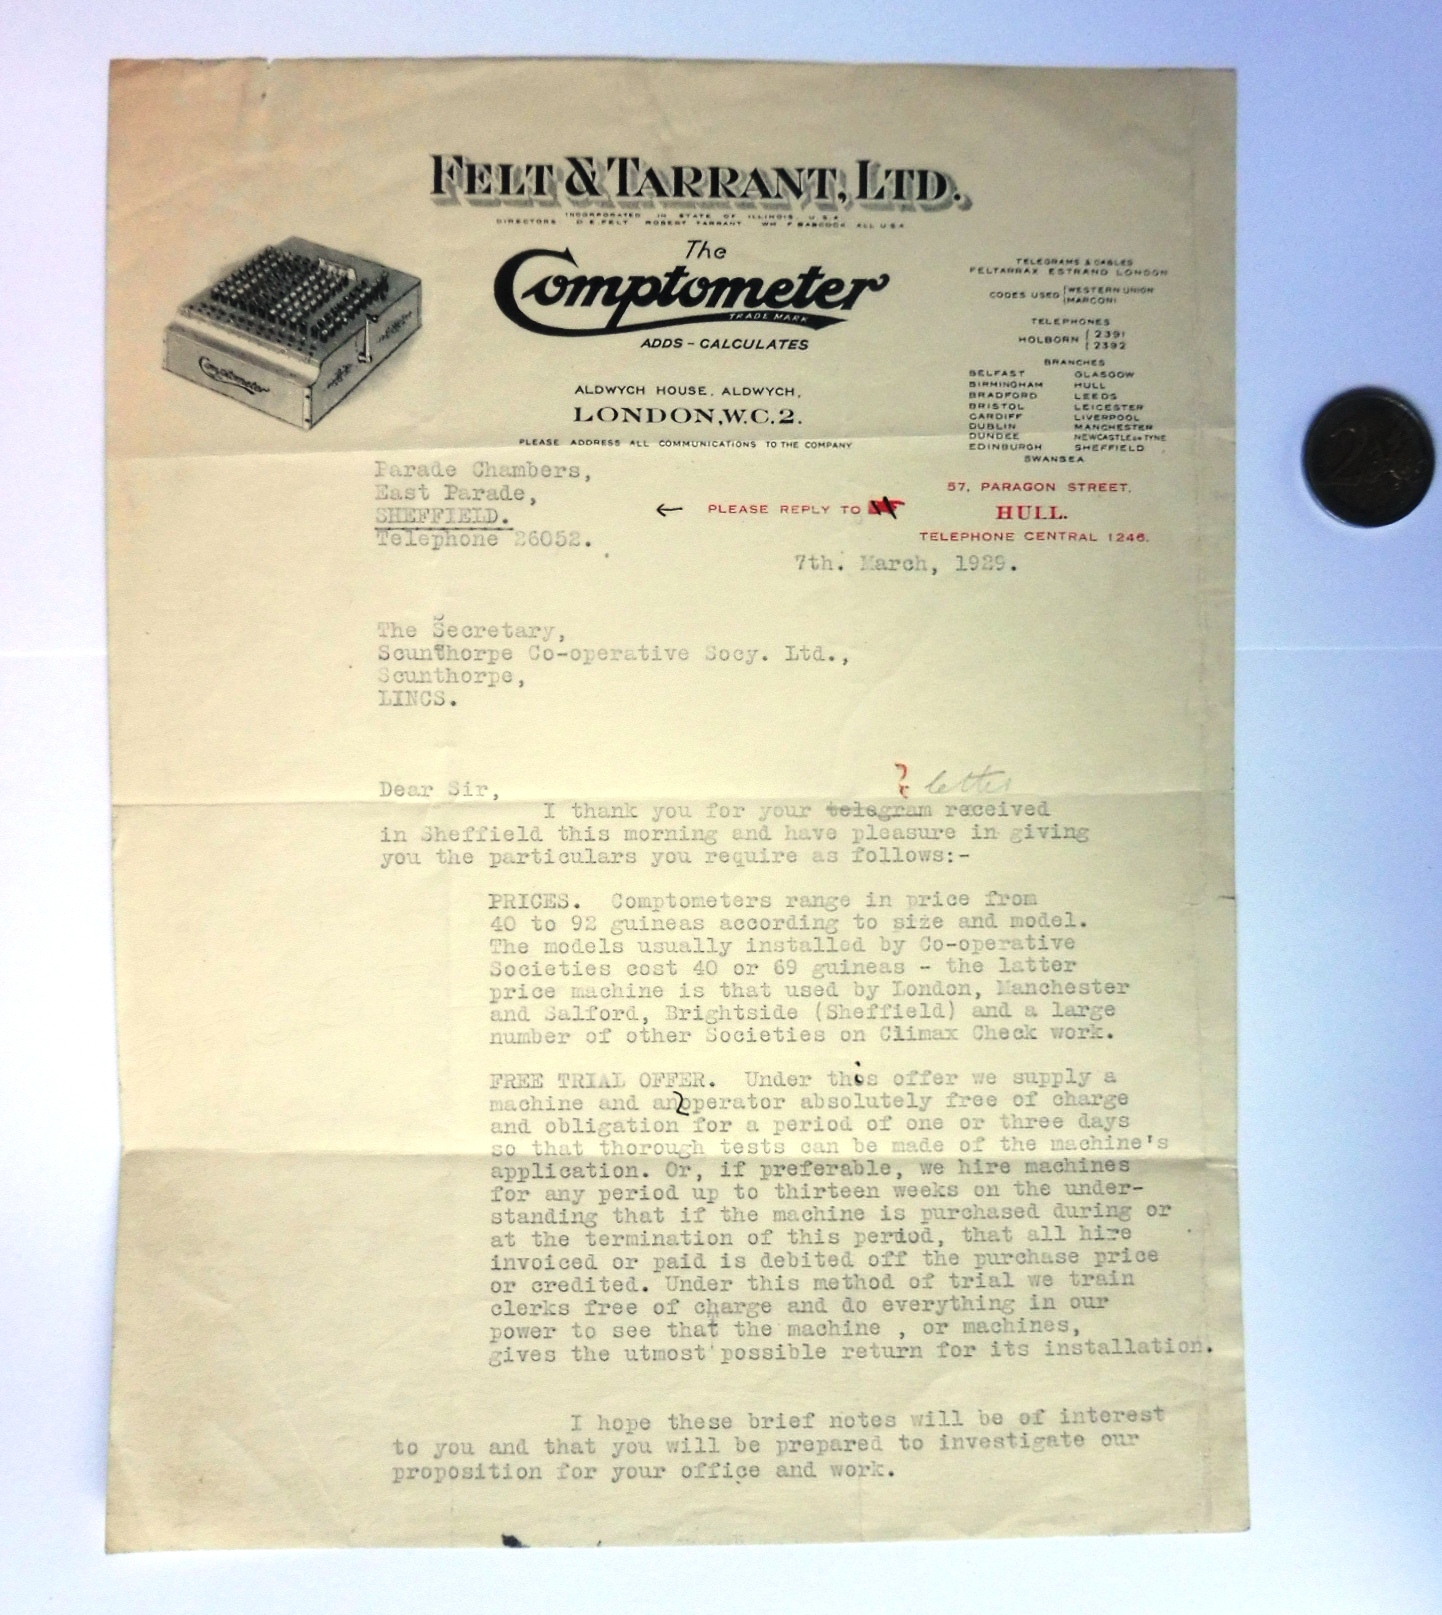 FELT & TARRANT, LTD.
INCORPORATED IN STATE OF ILLINOIS, U.S.A.
DIRECTORS D.E. FELT ROBERT TARRANT WM F BABCOCK ALL U.S.A.
The
Comptometer
TRADE MARK
ADDS - CALCULATES
Comptometer
ALDWYCH HOUSE, ALDWYCH,
LONDON, W.C.2.
PLEASE ADDRESS ALL COMMUNICATIONS TO THE COMPANY
TELEGRAMS & CABLES
FELTARRAX ESTRAND LONDON
CODES USED WESTERN UNION
MARCONI
TELEPHONES
HOLBORN 2391
2392
BRANCHES
BELFAST GLASGOW
BIRMINGHAM HULL
BRADFORD LEEDS
BRISTOL LEICESTER
CARDIFF LIVERPOOL
DUBLIN MANCHESTER
DUNDEE NEWCASTLE on TYNE
EDINBURGH SHEFFIELD
SWANSEA
Parade Chambers,
East Parade,
SHEFFIELD.
Telephone 26052.
← PLEASE REPLY TO
57, PARAGON STREET,
HULL.
TELEPHONE CENTRAL 1246.
7th. March, 1929.
The Secretary,
Scunthorpe Co-operative Socy. Ltd.,
Scunthorpe,
LINCS.
Dear Sir,
? letter
I thank you for your telegram received
in Sheffield this morning and have pleasure in giving
you the particulars you require as follows:-
PRICES. Comptometers range in price from
40 to 92 guineas according to size and model.
The models usually installed by Co-operative
Societies cost 40 or 69 guineas - the latter
price machine is that used by London, Manchester
and Salford, Brightside (Sheffield) and a large
number of other Societies on Climax Check work.
FREE TRIAL OFFER. Under this offer we supply a
machine and an operator absolutely free of charge
and obligation for a period of one or three days
so that thorough tests can be made of the machine's
application. Or, if preferable, we hire machines
for any period up to thirteen weeks on the under-
standing that if the machine is purchased during or
at the termination of this period, that all hire
invoiced or paid is debited off the purchase price
or credited. Under this method of trial we train
clerks free of charge and do everything in our
power to see that the machine , or machines,
gives the utmost possible return for its installation.
I hope these brief notes will be of interest
to you and that you will be prepared to investigate our
proposition for your office and work.